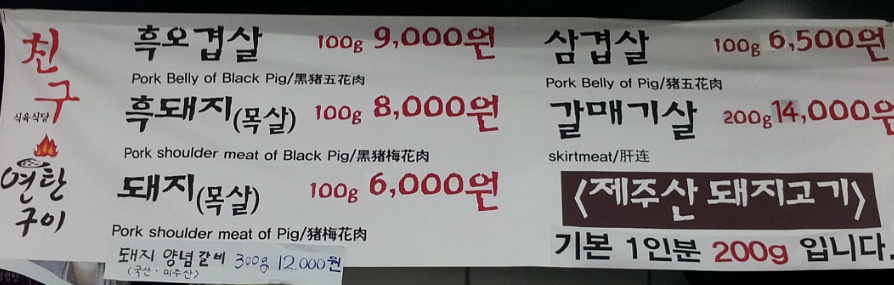 친구
식육식당
연탄
구이
흑오겹살 100g 9,000원
Pork Belly of Black Pig/黑猪五花肉
흑돼지(목살) 100g 8,000원
Pork shoulder meat of Black Pig/黑猪梅花肉
돼지(목살) 100g 6,000원
Pork shoulder meat of Pig/猪梅花肉
돼지 양념갈비 300g 12,000원
(국산·미주산)
삼겹살 100g 6,500원
Pork Belly of Pig/猪五花肉
갈매기살 200g 14,000원
skirtmeat/肝连
<제주산 돼지고기>
기본 1인분 200g 입니다.